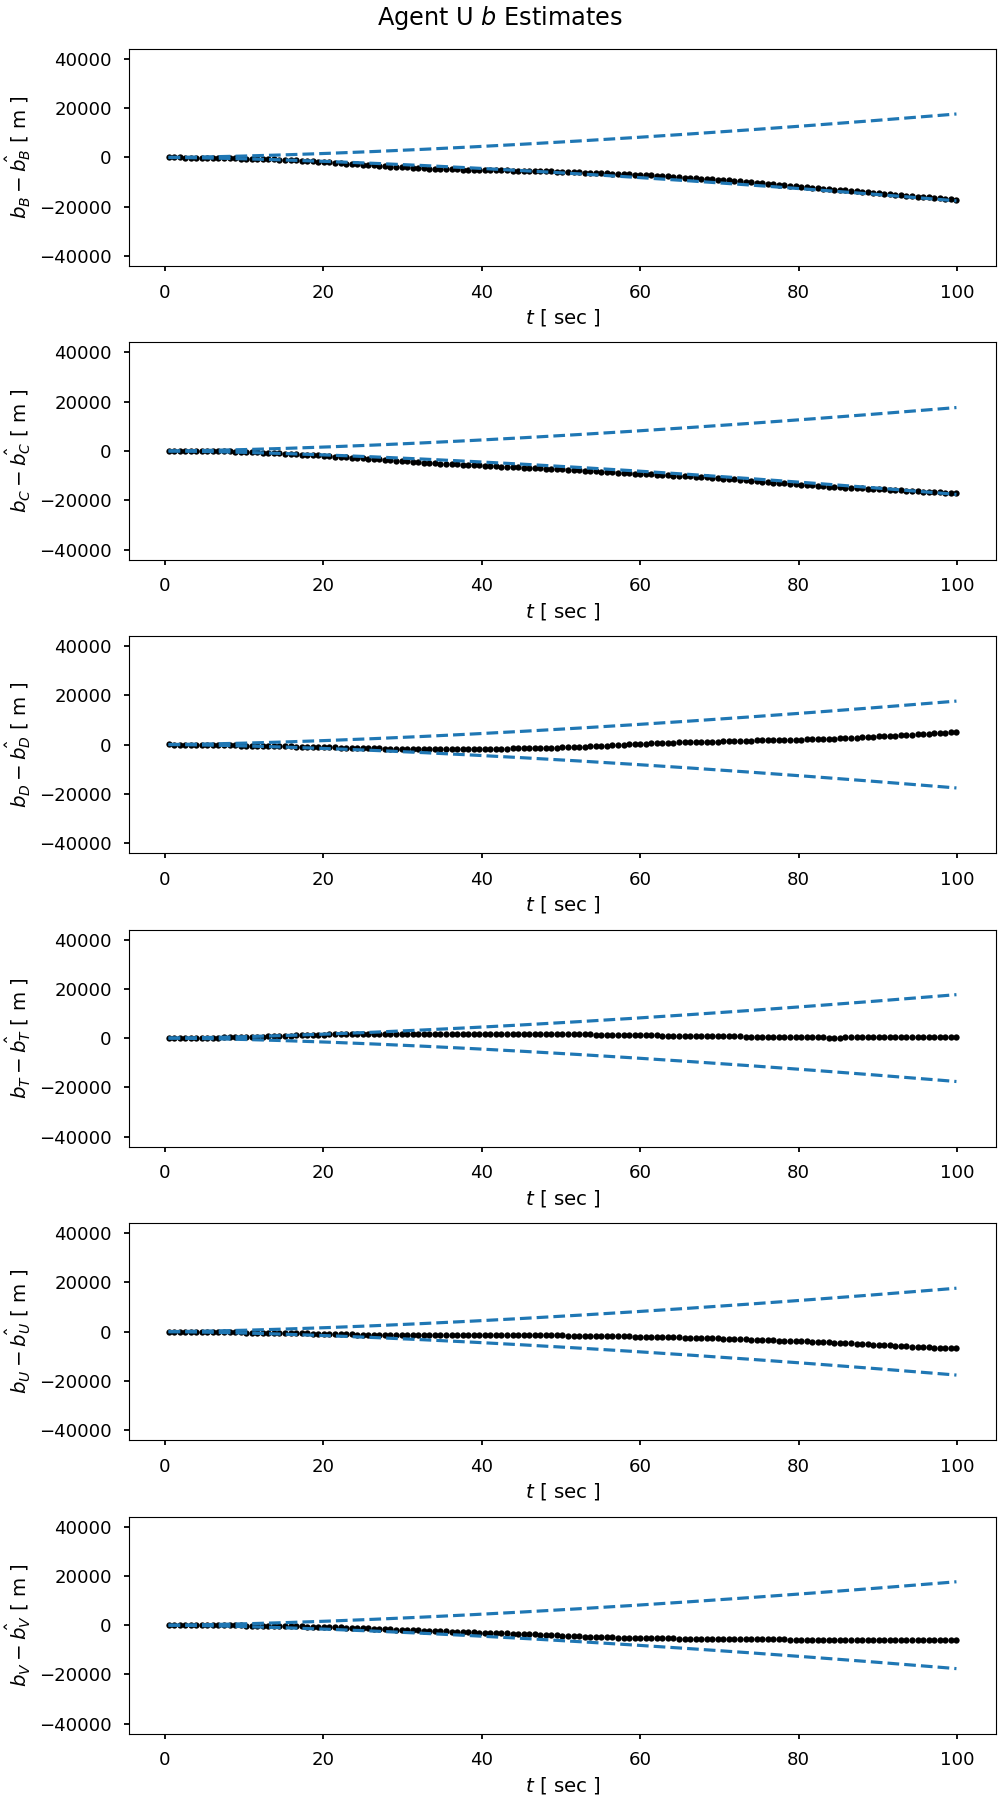 Agent U b Estimates
b_B − b̂_B [ m ]
40000
20000
0
−20000
−40000
0 20 40 60 80 100
t [ sec ]
b_C − b̂_C [ m ]
40000
20000
0
−20000
−40000
0 20 40 60 80 100
t [ sec ]
b_D − b̂_D [ m ]
40000
20000
0
−20000
−40000
0 20 40 60 80 100
t [ sec ]
b_T − b̂_T [ m ]
40000
20000
0
−20000
−40000
0 20 40 60 80 100
t [ sec ]
b_U − b̂_U [ m ]
40000
20000
0
−20000
−40000
0 20 40 60 80 100
t [ sec ]
b_V − b̂_V [ m ]
40000
20000
0
−20000
−40000
0 20 40 60 80 100
t [ sec ]